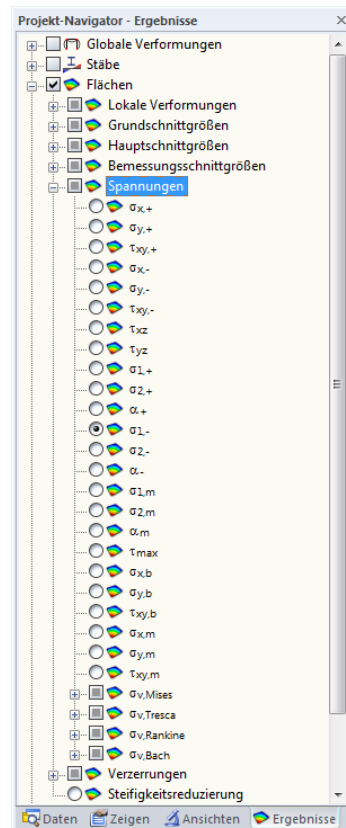 Projekt-Navigator - Ergebnisse
Globale Verformungen
Stäbe
Flächen
Lokale Verformungen
Grundschnittgrößen
Hauptschnittgrößen
Bemessungsschnittgrößen
Spannungen
σx,+
σy,+
τxy,+
σx,-
σy,-
τxy,-
τxz
τyz
σ1,+
σ2,+
α+
σ1,-
σ2,-
α-
σ1,m
σ2,m
αm
τmax
σx,b
σy,b
τxy,b
σx,m
σy,m
τxy,m
σv,Mises
σv,Tresca
σv,Rankine
σv,Bach
Verzerrungen
Steifigkeitsreduzierung
Daten Zeigen Ansichten Ergebnisse